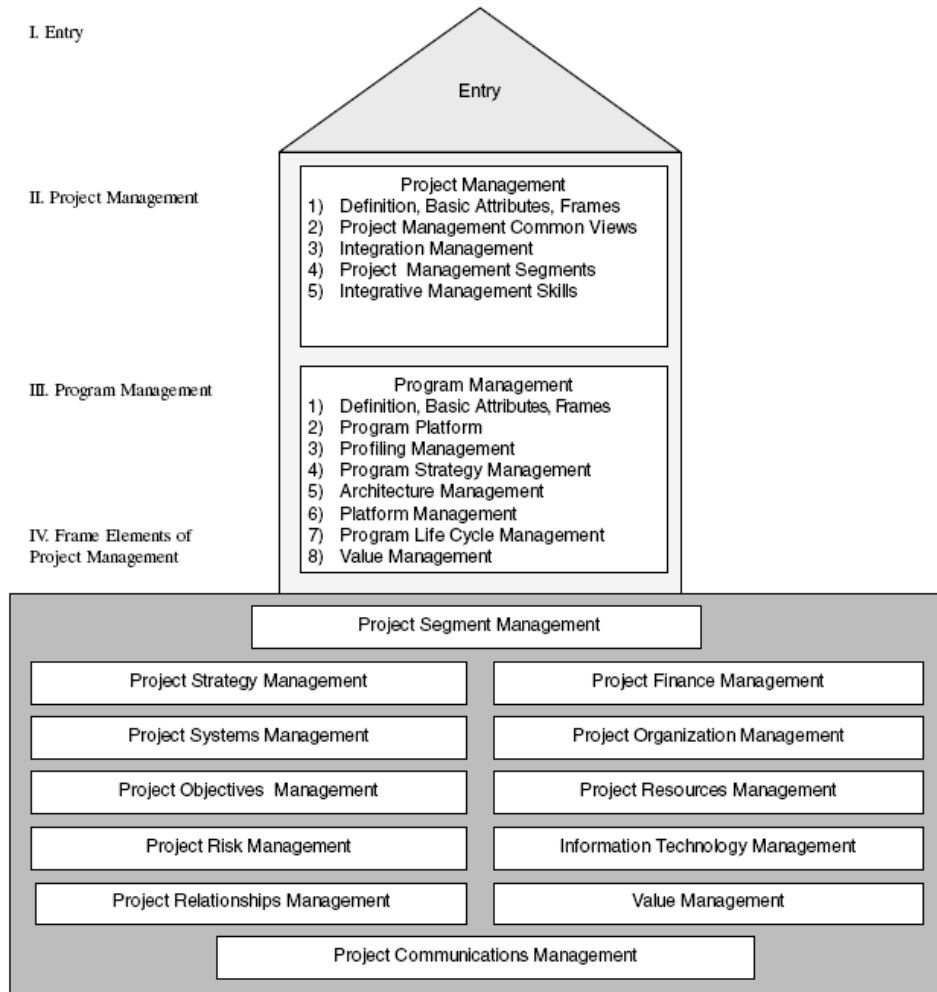 I. Entry
Entry
II. Project Management
Project Management
1) Definition, Basic Attributes, Frames
2) Project Management Common Views
3) Integration Management
4) Project Management Segments
5) Integrative Management Skills
III. Program Management
Program Management
1) Definition, Basic Attributes, Frames
2) Program Platform
3) Profiling Management
4) Program Strategy Management
5) Architecture Management
6) Platform Management
7) Program Life Cycle Management
8) Value Management
IV. Frame Elements of
Project Management
Project Segment Management
Project Strategy Management
Project Finance Management
Project Systems Management
Project Organization Management
Project Objectives Management
Project Resources Management
Project Risk Management
Information Technology Management
Project Relationships Management
Value Management
Project Communications Management